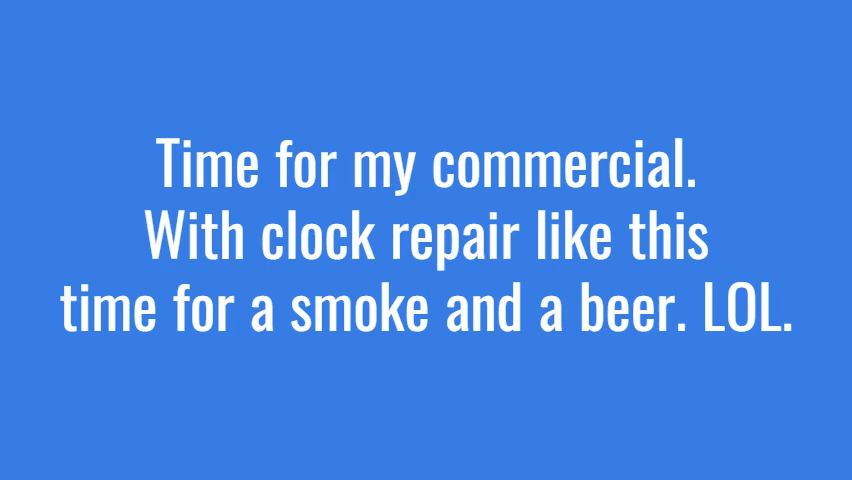 Time for my commercial.
With clock repair like this
time for a smoke and a beer. LOL.